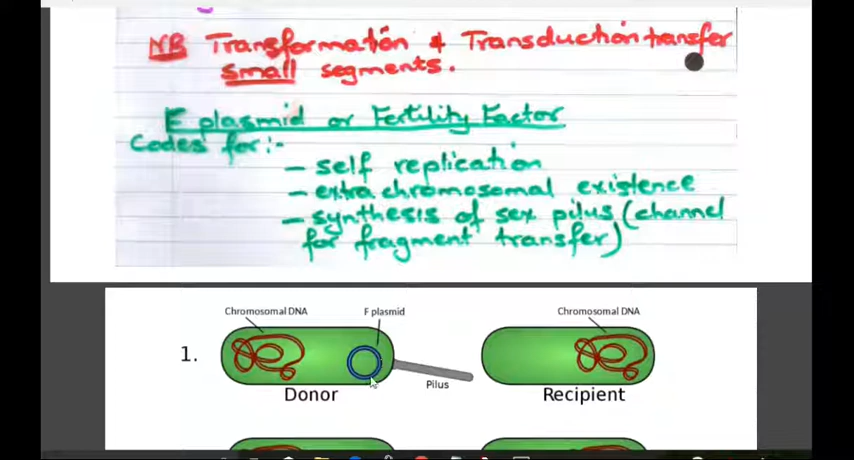 NB Transformation & Transduction transfer
small segments.
F plasmid or Fertility Factor
Codes for:-
- self replication
- extra chromosomal existence
- synthesis of sex pilus (channel
for fragment transfer)
Chromosomal DNA F plasmid Chromosomal DNA
1.
Pilus
Donor Recipient